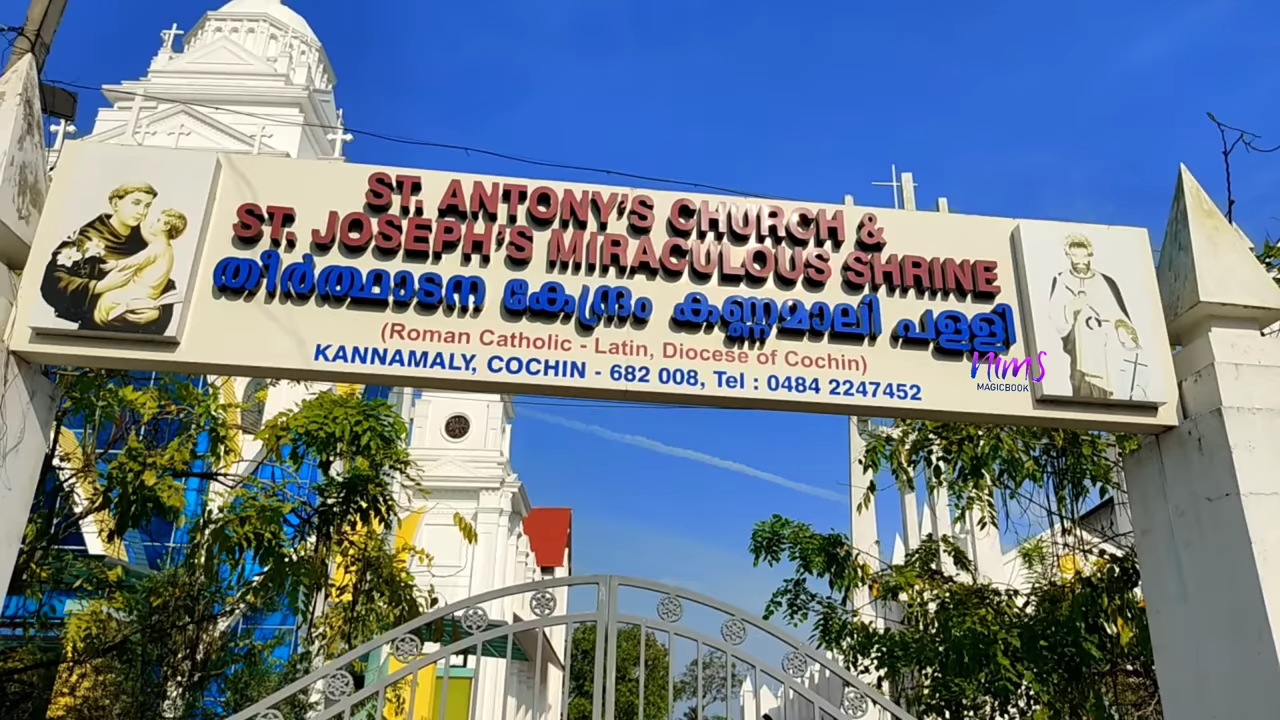 ST. ANTONY'S CHURCH &
ST. JOSEPH'S MIRACULOUS SHRINE
തീർത്ഥാടന കേന്ദ്രം കണ്ണമാലി പള്ളി
(Roman Catholic - Latin, Diocese of Cochin)
KANNAMALY, COCHIN - 682 008, Tel : 0484 2247452
NIMS
MAGICBOOK